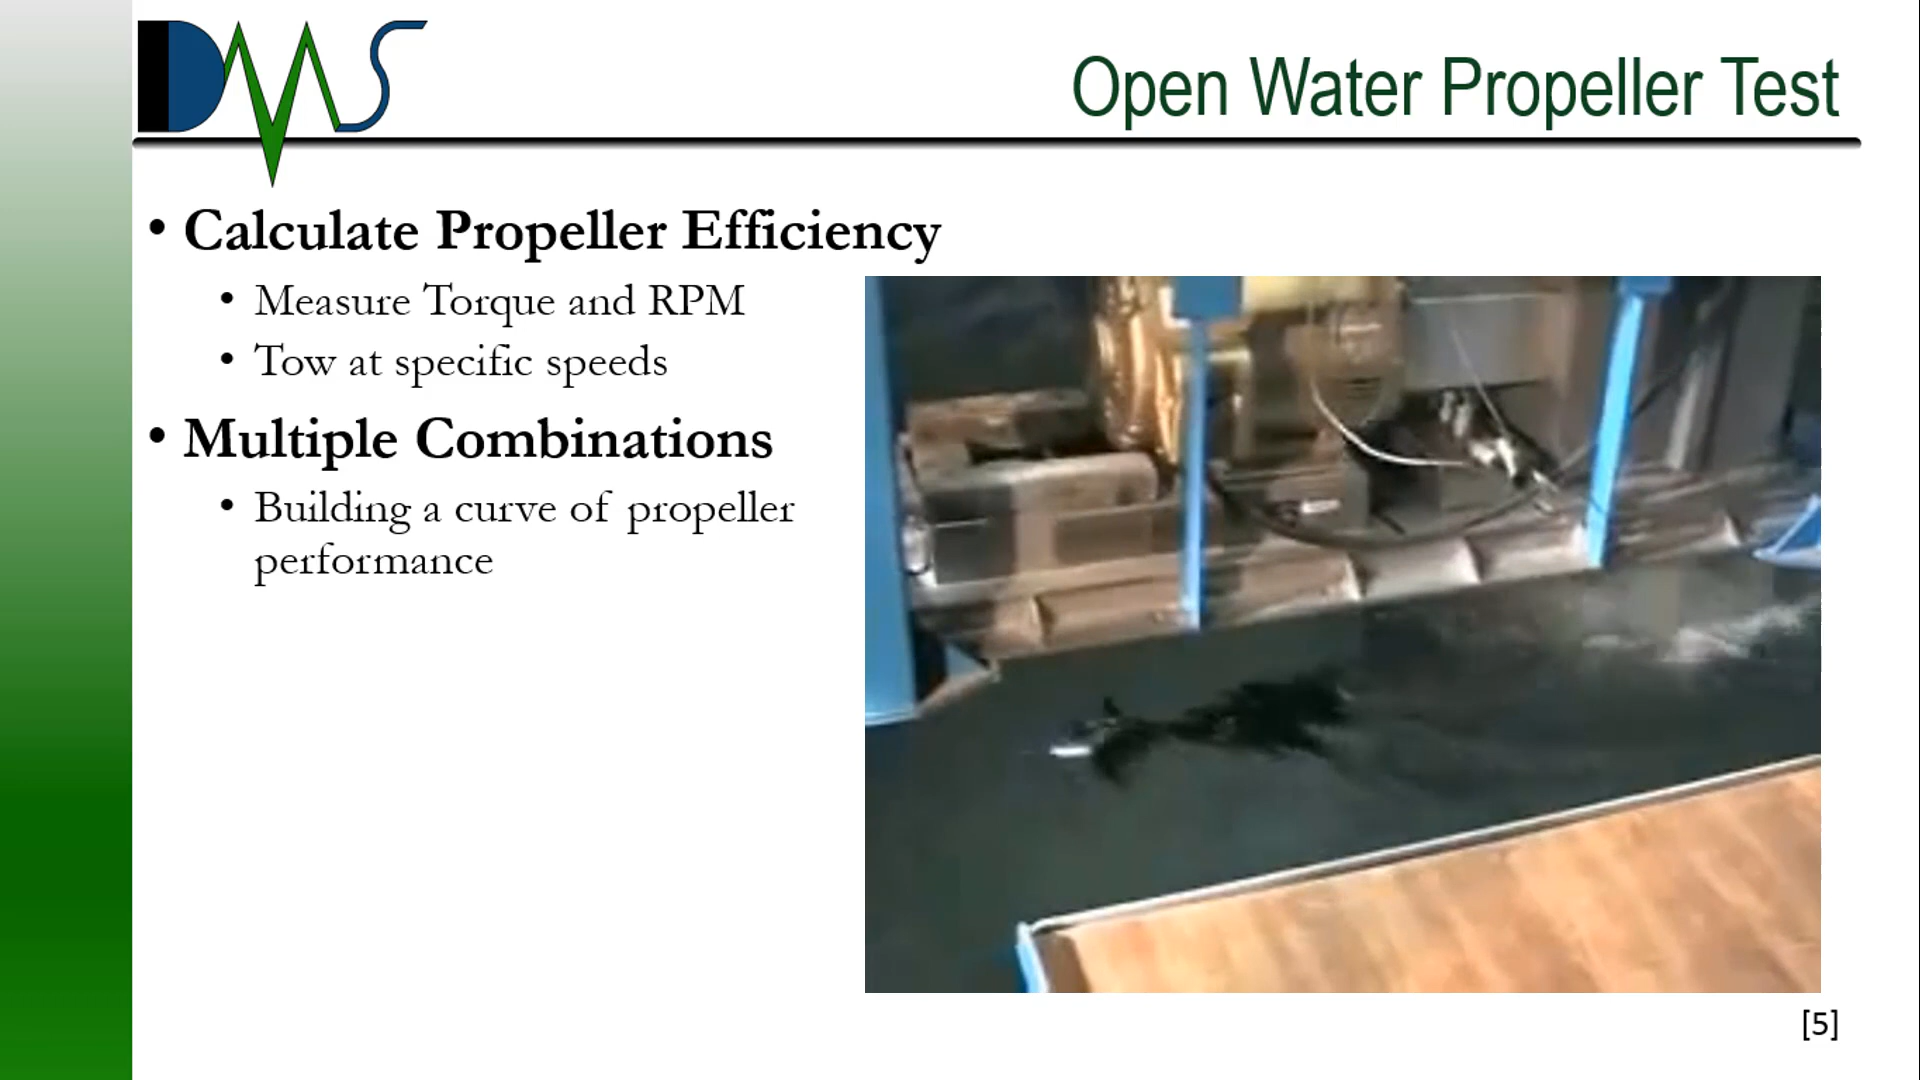 DMS
Open Water Propeller Test
• Calculate Propeller Efficiency
• Measure Torque and RPM
• Tow at specific speeds
• Multiple Combinations
• Building a curve of propeller
performance
[5]